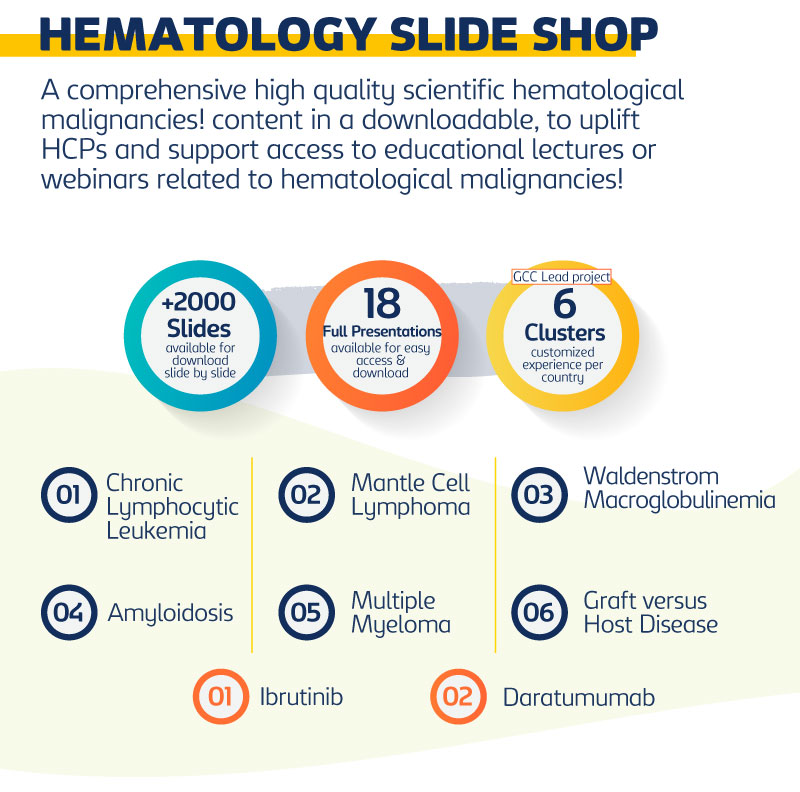 HEMATOLOGY SLIDE SHOP
A comprehensive high quality scientific hematological
malignancies! content in a downloadable, to uplift
HCPs and support access to educational lectures or
webinars related to hematological malignancies!
+2000
Slides
available for
download
slide by slide
18
Full Presentations
available for easy
access &
download
GCC Lead project
6
Clusters
customized
experience per
country
01
Chronic
Lymphocytic
Leukemia
02
Mantle Cell
Lymphoma
03
Waldenstrom
Macroglobulinemia
04
Amyloidosis
05
Multiple
Myeloma
06
Graft versus
Host Disease
01
Ibrutinib
02
Daratumumab